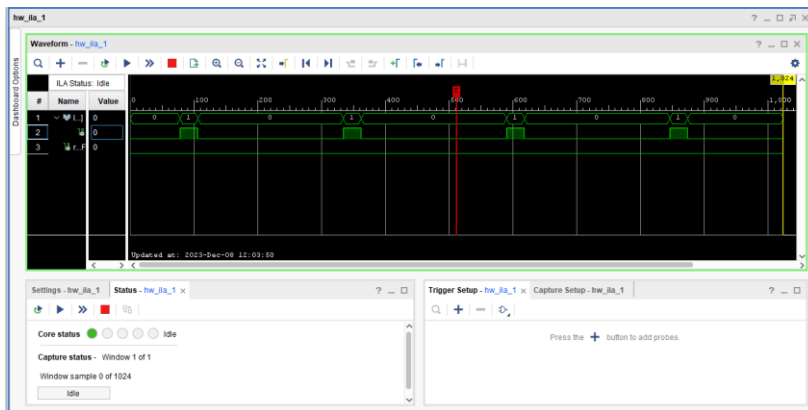 hw_ila_1
Dashboard Options
Waveform - hw_ila_1
ILA Status: Idle
# Name Value
1 0
2 0
3 0
1,024
0 100 200 300 400 500 600 700 800 900 1,000
0 1 0 1 0 1 0 1 0
Updated at: 2023-Dec-08 12:03:50
Settings - hw_ila_1 Status - hw_ila_1
Core status Idle
Capture status - Window 1 of 1
Window sample 0 of 1024
Idle
Trigger Setup - hw_ila_1 Capture Setup - hw_ila_1
Press the + button to add probes.